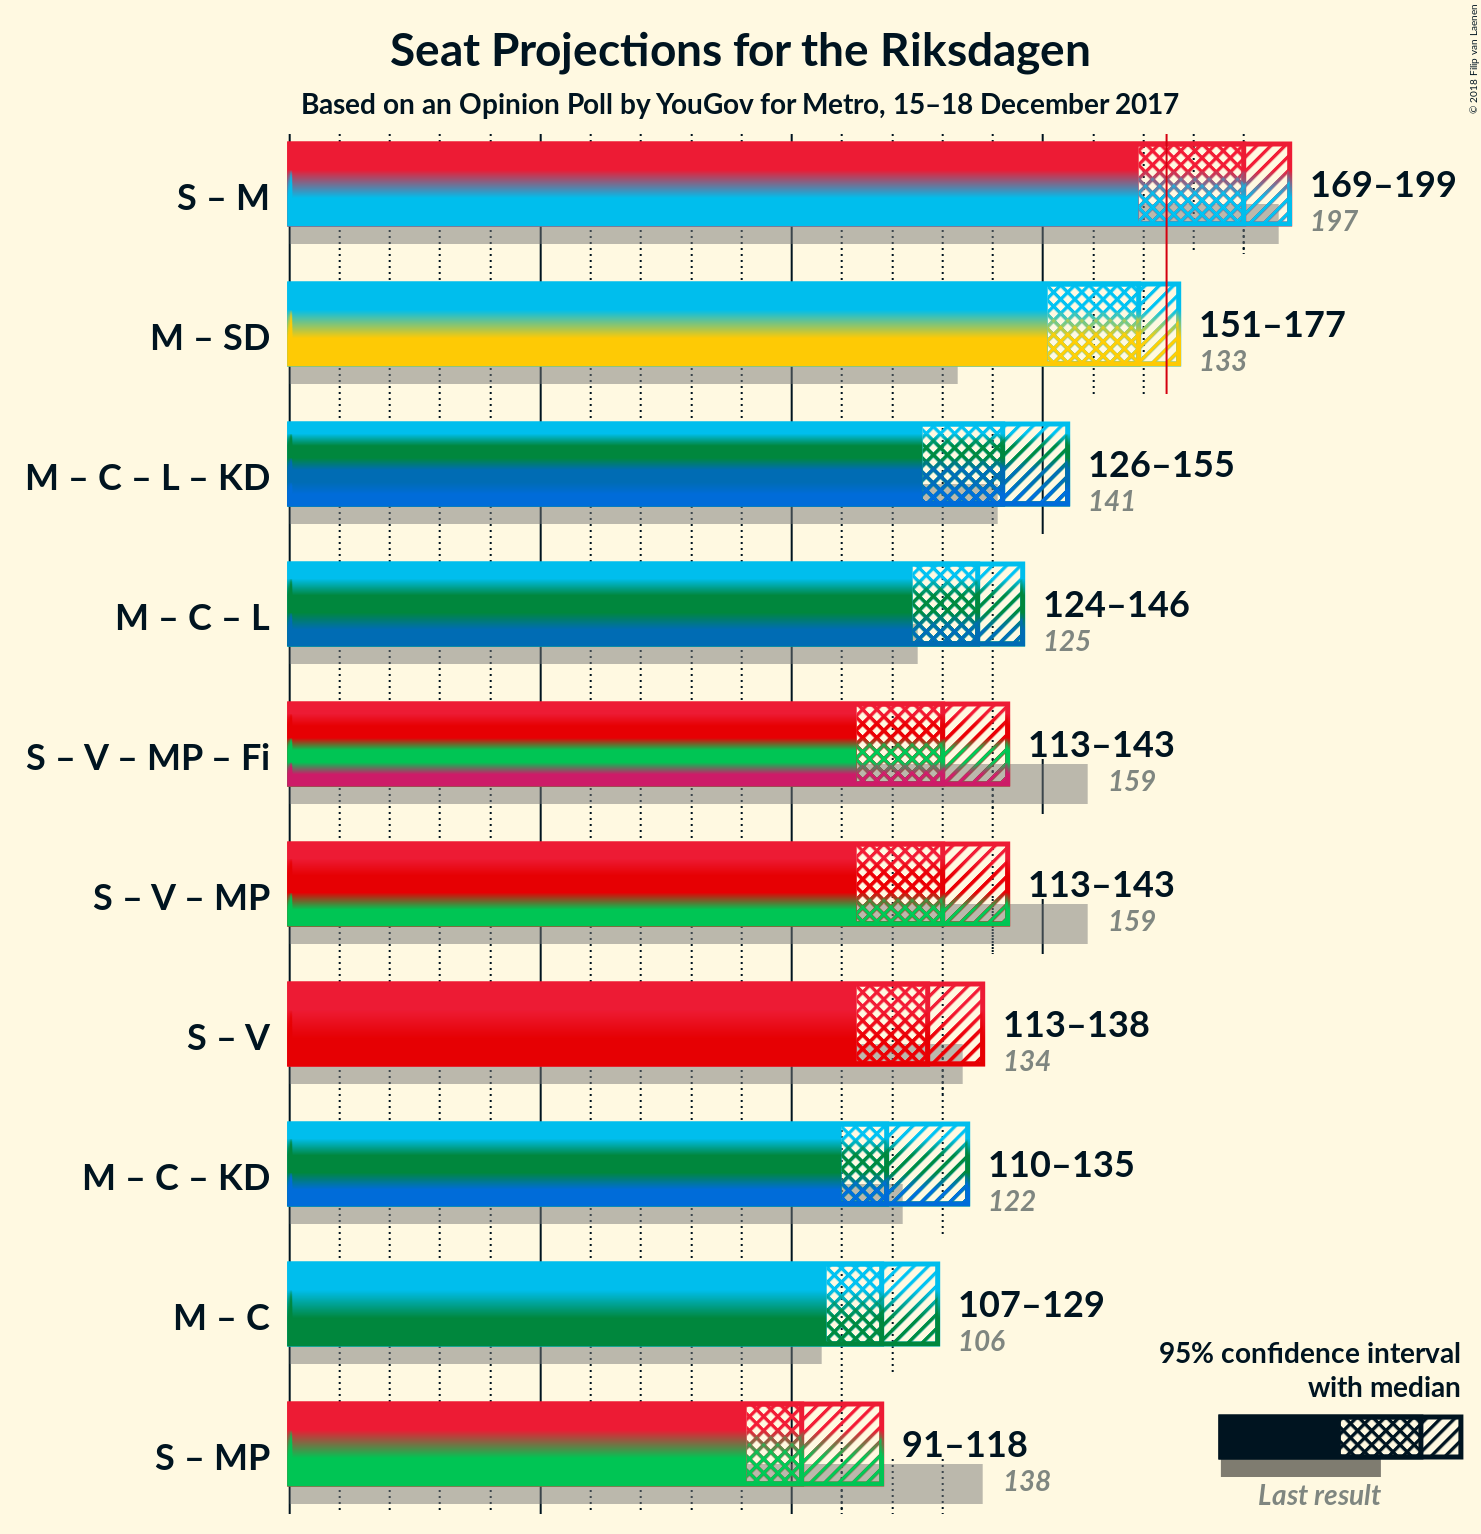 Seat Projections for the Riksdagen
Based on an Opinion Poll by YouGov for Metro, 15–18 December 2017
© 2018 Filip van Laenen
S – M
169–199
197
M – SD
151–177
133
M – C – L – KD
126–155
141
M – C – L
124–146
125
S – V – MP – Fi
113–143
159
S – V – MP
113–143
159
S – V
113–138
134
M – C – KD
110–135
122
M – C
107–129
106
S – MP
91–118
138
95% confidence interval
with median
Last result